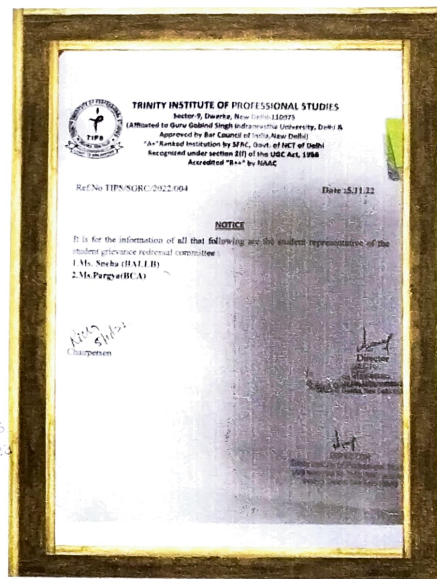 TIPS
TRINITY INSTITUTE OF PROFESSIONAL STUDIES
Sector-9, Dwarka, New Delhi-110075
(Affiliated to Guru Gobind Singh Indraprastha University, Delhi &
Approved by Bar Council of India, New Delhi)
"A+" Ranked Institution by SFRC, Govt. of NCT of Delhi
Recognized under section 2(f) of the UGC Act, 1956
Accredited "B++" by NAAC
Ref.No TIPS/SGRC/2022/004
Date :5.11.22
NOTICE
It is for the information of all that following are the student representative of the
student grievance redressal committee
1.Ms. Sneha (BALLB)
2.Ms.Pargya(BCA)
Chairperson
Director
DIRECTOR